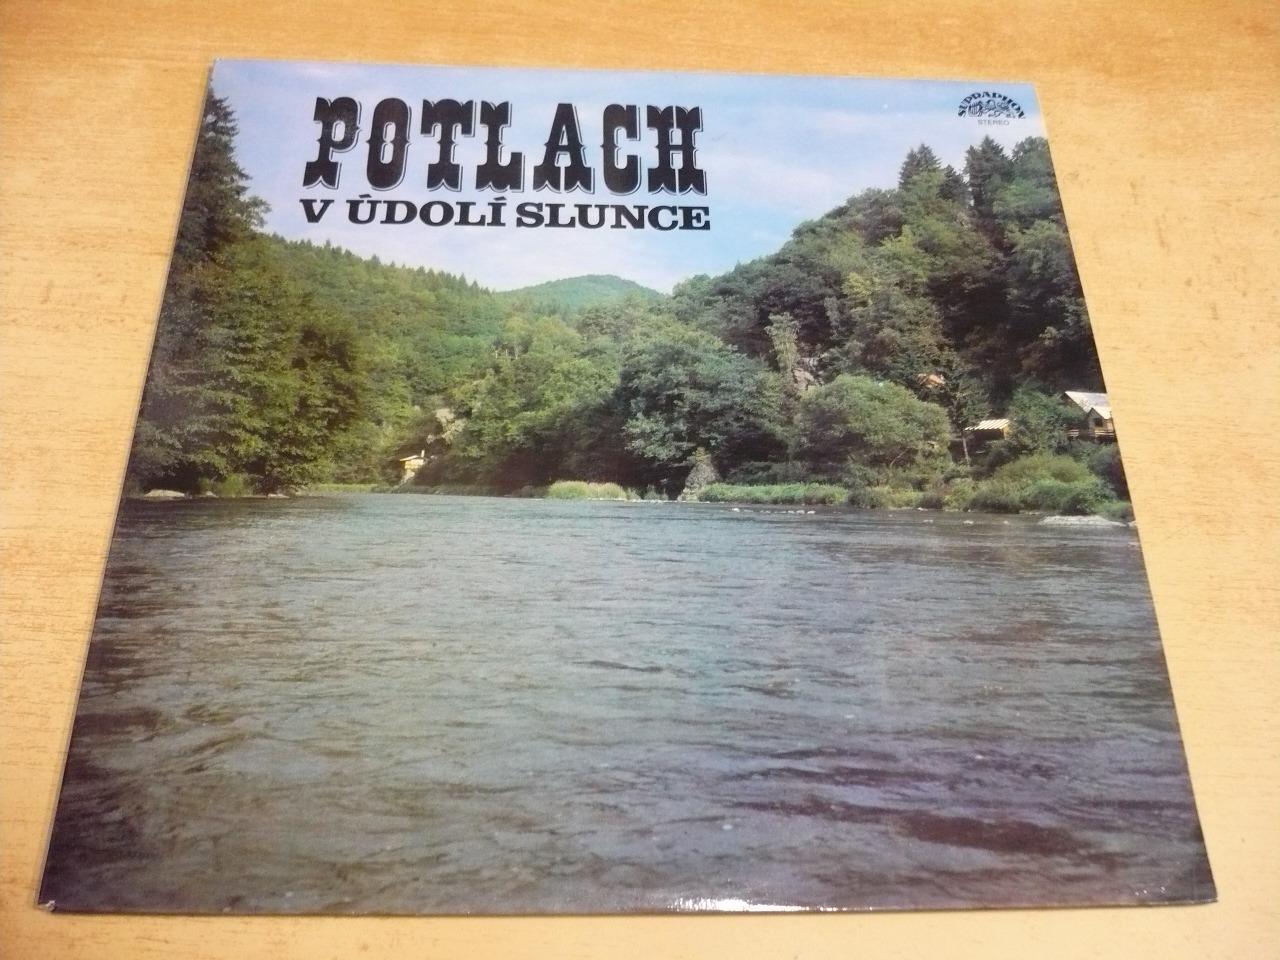 POTLACH
V ÚDOLÍ SLUNCE
SUPRAPHON
STEREO